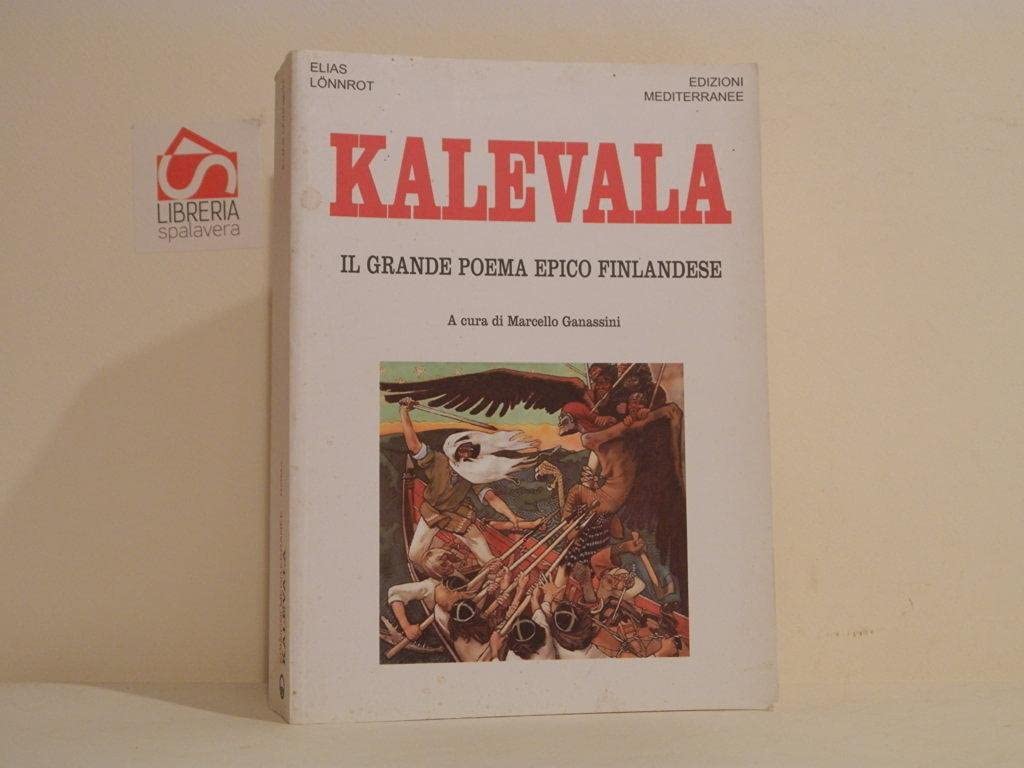 ELIAS
LÖNNROT
EDIZIONI
MEDITERRANEE
KALEVALA
IL GRANDE POEMA EPICO FINLANDESE
A cura di Marcello Ganassini
LIBRERIA
spalavera